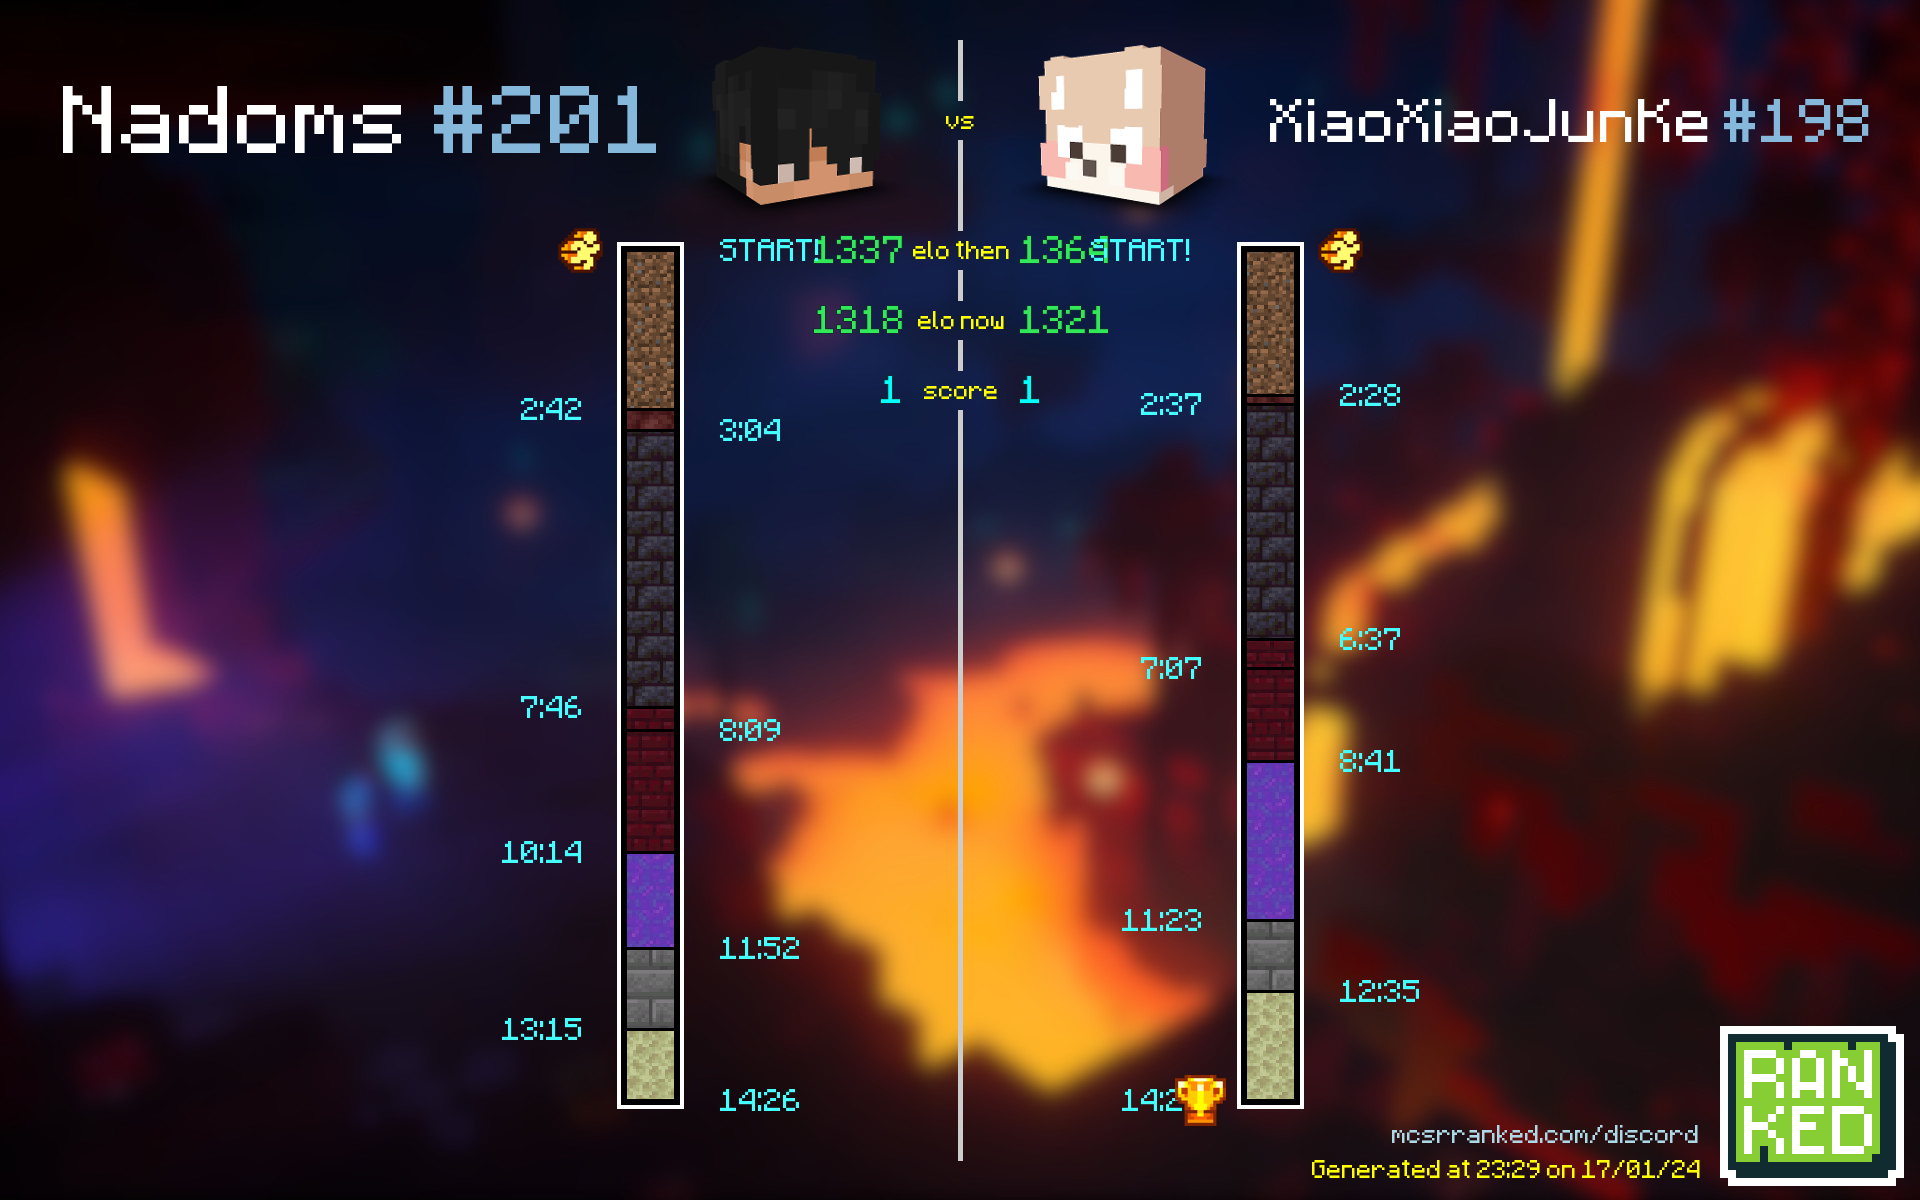 Nadoms #201
vs
XiaoXiaoJunKe #198
START! 1337 elo then 1364 START!
1318 elo now 1321
1 score 1
2:42
3:04
7:46
8:09
10:14
11:52
13:15
14:26
2:28
2:37
6:37
7:07
8:41
11:23
12:35
RANKED
mcsrranked.com/discord
Generated at 23:29 on 17/01/24